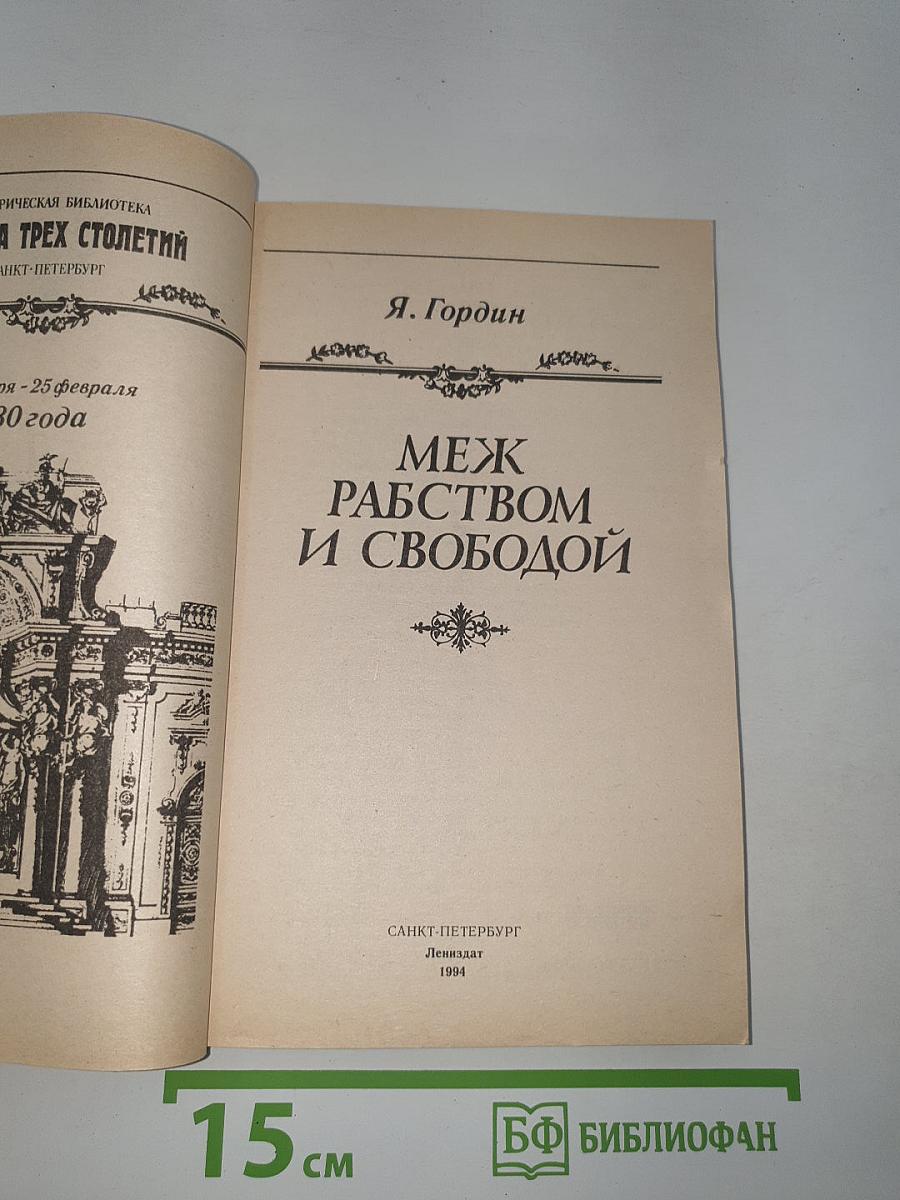 РИЧЕСКАЯ БИБЛИОТЕКА
А ТРЕХ СТОЛЕТИЙ
АНКТ-ПЕТЕРБУРГ
ря - 25 февраля
30 года
Я. Гордин
МЕЖ
РАБСТВОМ
И СВОБОДОЙ
САНКТ-ПЕТЕРБУРГ
Лениздат
1994
15 см
БФ БИБЛИОФАН